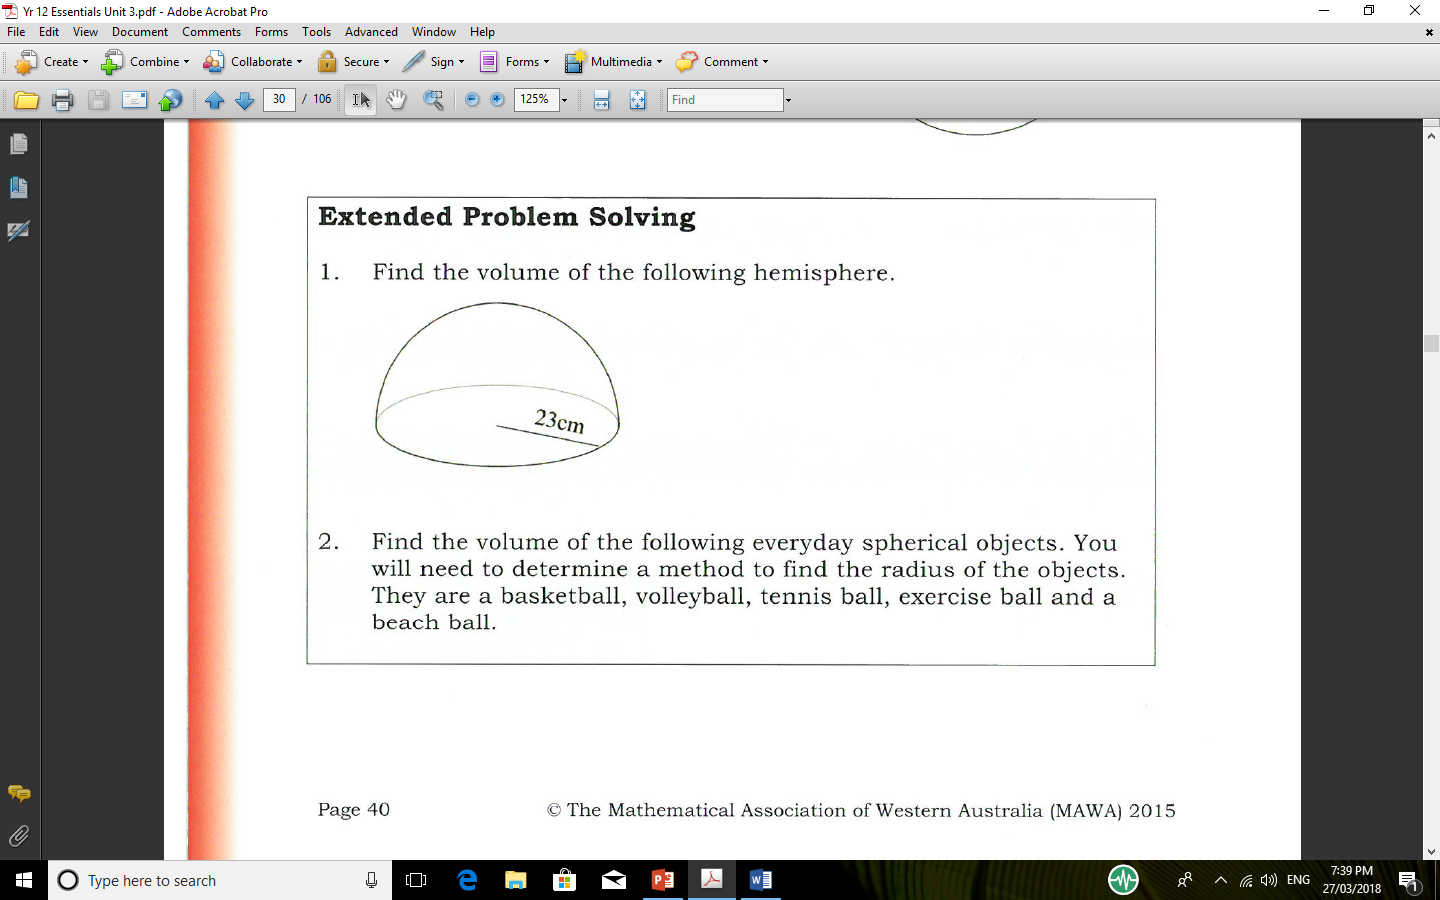 Yr 12 Essentials Unit 3.pdf - Adobe Acrobat Pro
File Edit View Document Comments Forms Tools Advanced Window Help
Create Combine Collaborate Secure Sign Forms Multimedia Comment
30 / 106 125% Find
Extended Problem Solving
1. Find the volume of the following hemisphere.
23cm
2. Find the volume of the following everyday spherical objects. You
will need to determine a method to find the radius of the objects.
They are a basketball, volleyball, tennis ball, exercise ball and a
beach ball.
Page 40 © The Mathematical Association of Western Australia (MAWA) 2015
Type here to search ENG 7:39 PM
27/03/2018 1